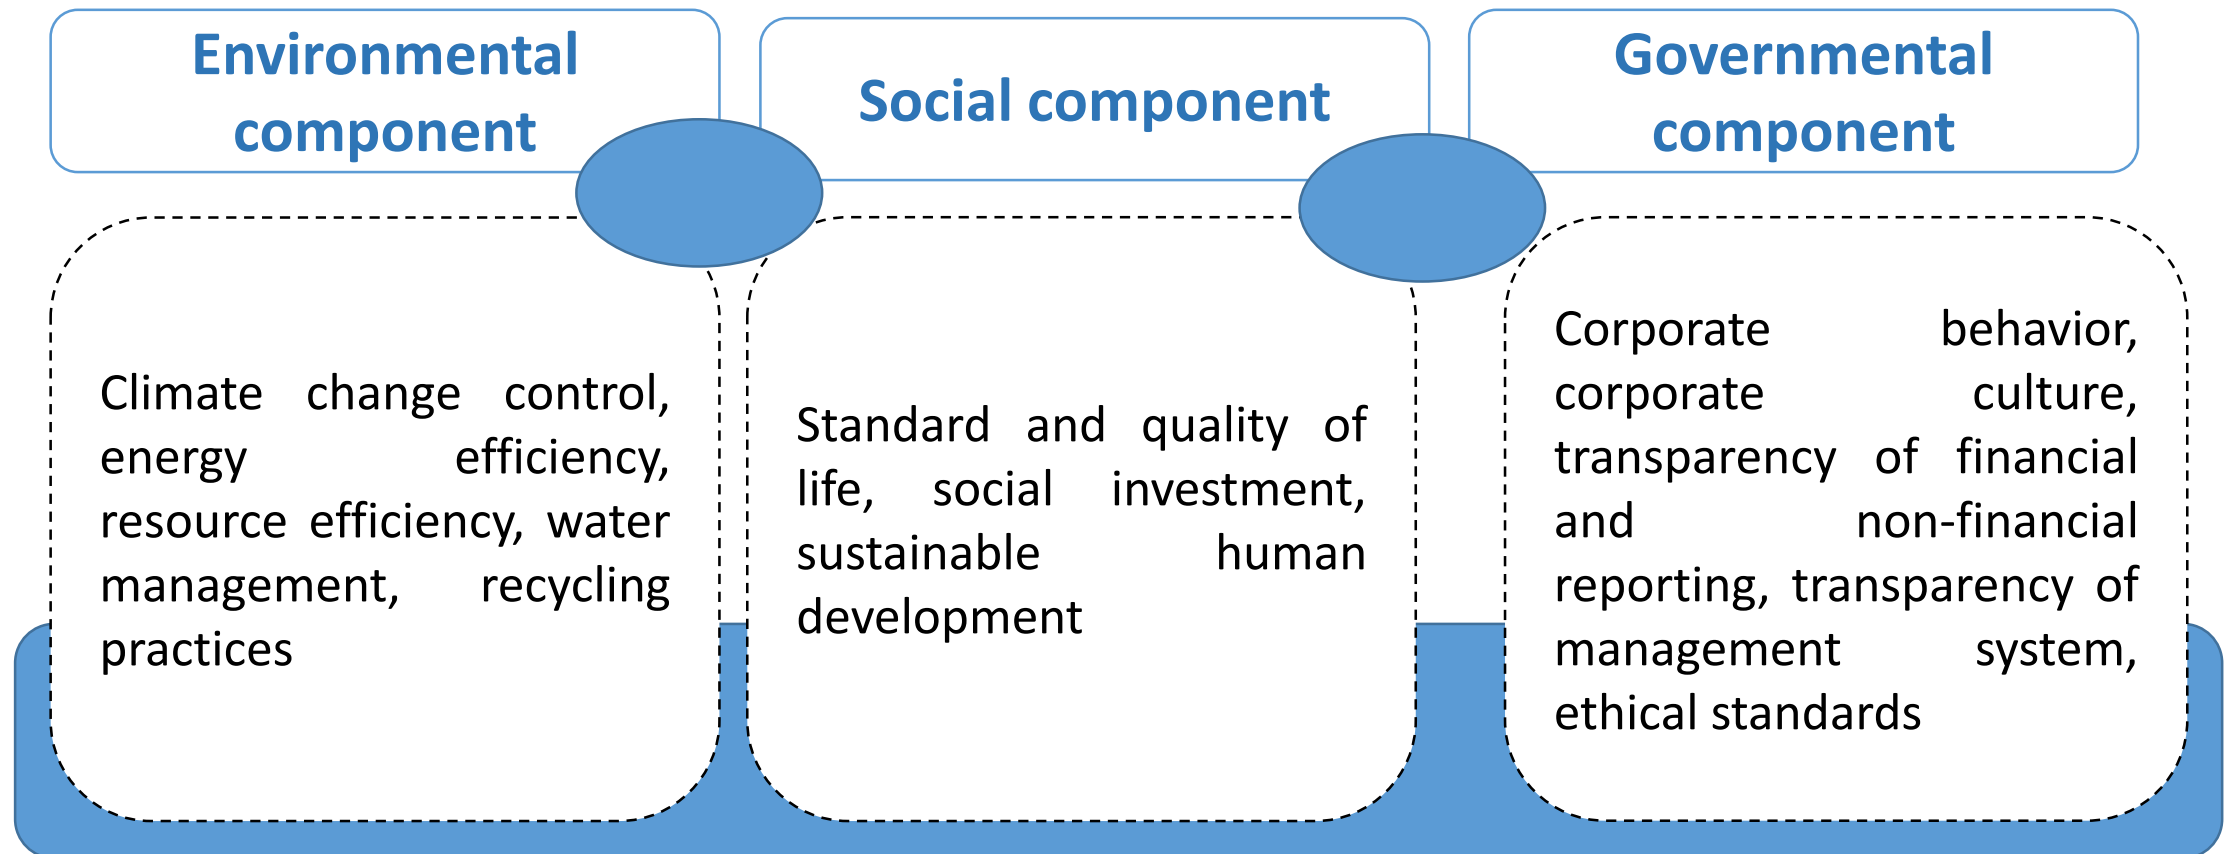 Environmental
component
Social component
Governmental
component
Climate change control,
energy efficiency,
resource efficiency, water
management, recycling
practices
Standard and quality of
life, social investment,
sustainable human
development
Corporate behavior,
corporate culture,
transparency of financial
and non-financial
reporting, transparency of
management system,
ethical standards